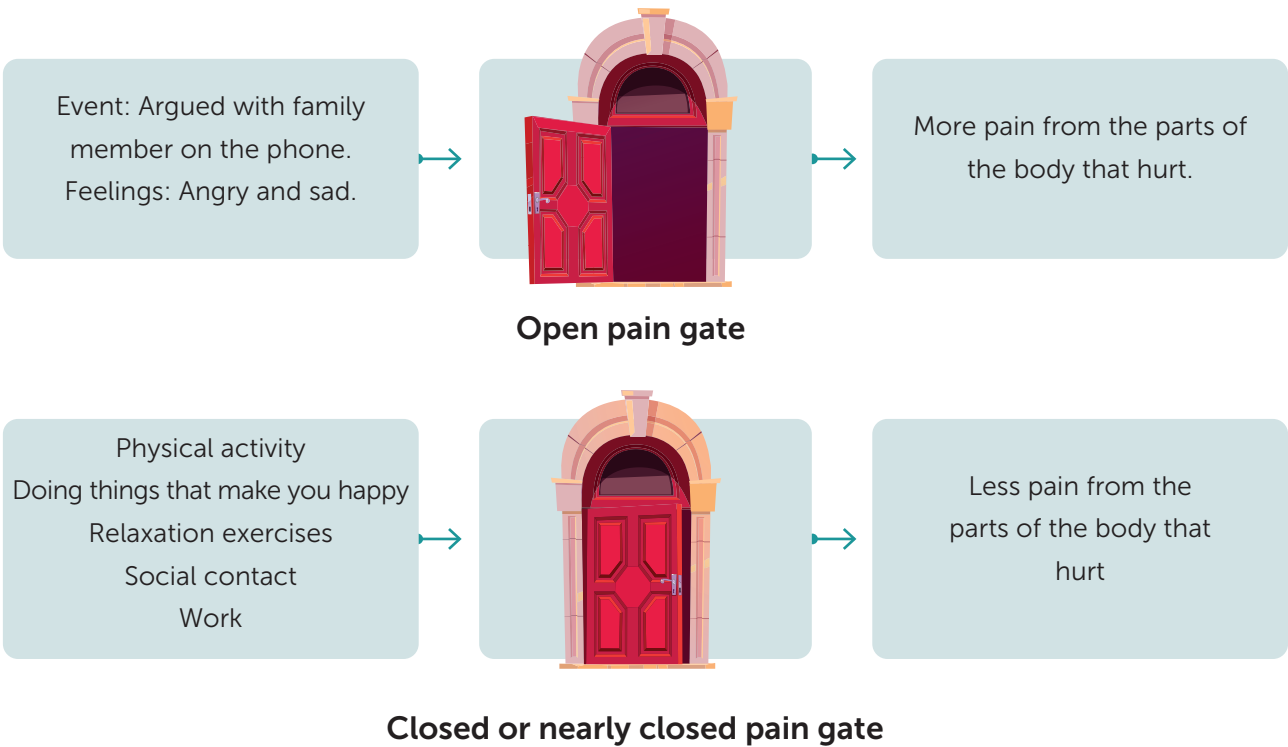 Event: Argued with family
member on the phone.
Feelings: Angry and sad.
More pain from the parts of
the body that hurt.
Open pain gate
Physical activity
Doing things that make you happy
Relaxation exercises
Social contact
Work
Less pain from the
parts of the body that
hurt
Closed or nearly closed pain gate